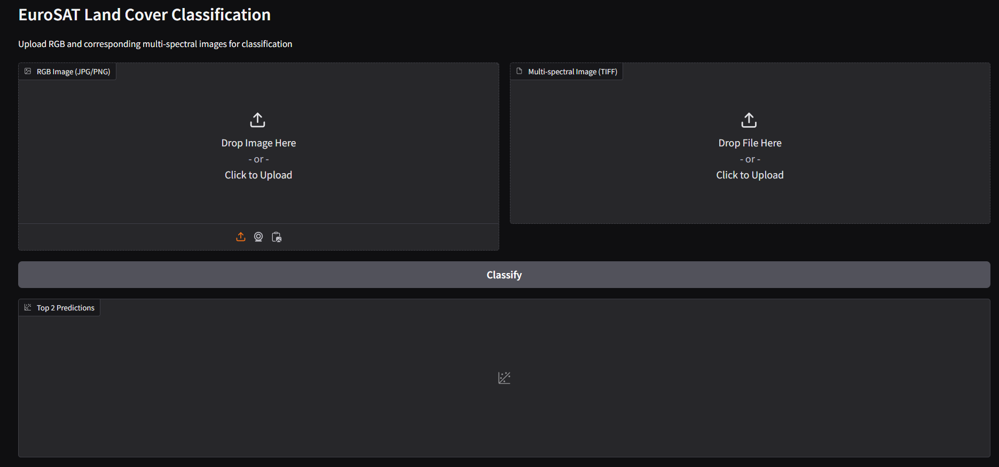 EuroSAT Land Cover Classification
Upload RGB and corresponding multi-spectral images for classification
RGB Image (JPG/PNG)
Drop Image Here
- or -
Click to Upload
Multi-spectral Image (TIFF)
Drop File Here
- or -
Click to Upload
Classify
Top 2 Predictions